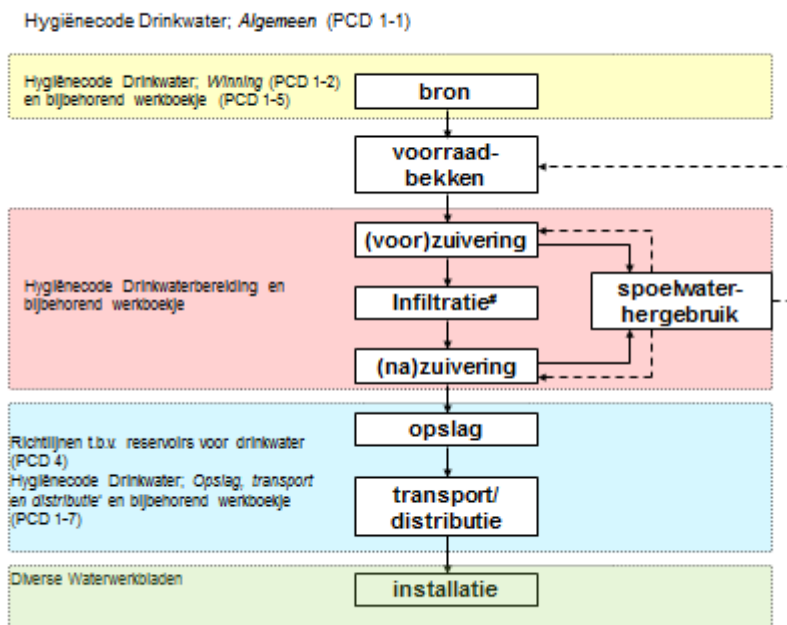 Hygiënecode Drinkwater; Algemeen (PCD 1-1)
Hygiënecode Drinkwater; Winning (PCD 1-2)
en bijbehorend werkboekje (PCD 1-5)
bron
voorraad-
bekken
(voor)zuivering
Hygiënecode Drinkwaterbereiding en
bijbehorend werkboekje
Infiltratie#
spoelwater-
hergebruik
(na)zuivering
opslag
Richtlijnen t.b.v. reservoirs voor drinkwater
(PCD 4)
Hygiënecode Drinkwater; Opslag, transport
en distributie' en bijbehorend werkboekje
(PCD 1-7)
transport/
distributie
Diverse Waterwerkbladen
installatie